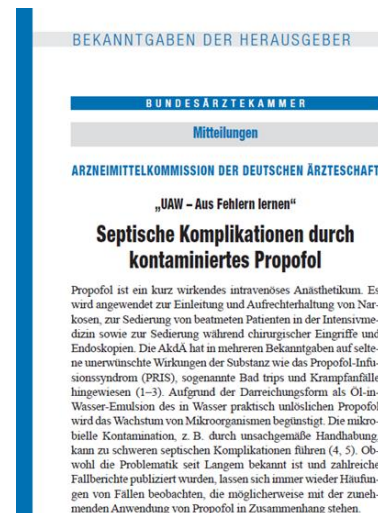 BEKANNTGABEN DER HERAUSGEBER
BUNDESÄRZTEKAMMER
Mitteilungen
ARZNEIMITTELKOMMISSION DER DEUTSCHEN ÄRZTESCHAFT
„UAW – Aus Fehlern lernen“
Septische Komplikationen durch
kontaminiertes Propofol
Propofol ist ein kurz wirkendes intravenöses Anästhetikum. Es
wird angewendet zur Einleitung und Aufrechterhaltung von Nar-
kosen, zur Sedierung von beatmeten Patienten in der Intensivme-
dizin sowie zur Sedierung während chirurgischer Eingriffe und
Endoskopien. Die AkdÄ hat in mehreren Bekanntgaben auf selte-
ne unerwünschte Wirkungen der Substanz wie das Propofol-Infu-
sionssyndrom (PRIS), sogenannte Bad trips und Krampfanfälle
hingewiesen (1–3). Aufgrund der Darreichungsform als Öl-in-
Wasser-Emulsion des in Wasser praktisch unlöslichen Propofol
wird das Wachstum von Mikroorganismen begünstigt. Die mikro-
bielle Kontamination, z. B. durch unsachgemäße Handhabung,
kann zu schweren septischen Komplikationen führen (4, 5). Ob-
wohl die Problematik seit Langem bekannt ist und zahlreiche
Fallberichte publiziert wurden, lassen sich immer wieder Häufun-
gen von Fällen beobachten, die möglicherweise mit der zuneh-
menden Anwendung von Propofol in Zusammenhang stehen.